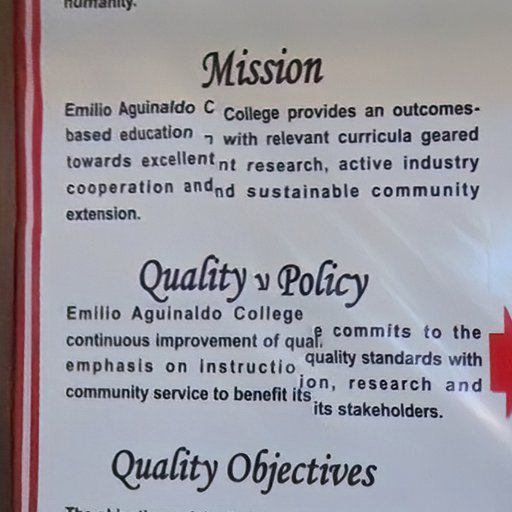 humanity.
Mission
Emilio Aguinaldo C College provides an outcomes-
based education with relevant curricula geared
towards excellent nt research, active industry
cooperation and nd sustainable community
extension.
Quality Policy
Emilio Aguinaldo College
e commits to the
continuous improvement of qual.
quality standards with
emphasis on instructio
ion, research and
community service to benefit its
its stakeholders.
Quality Objectives